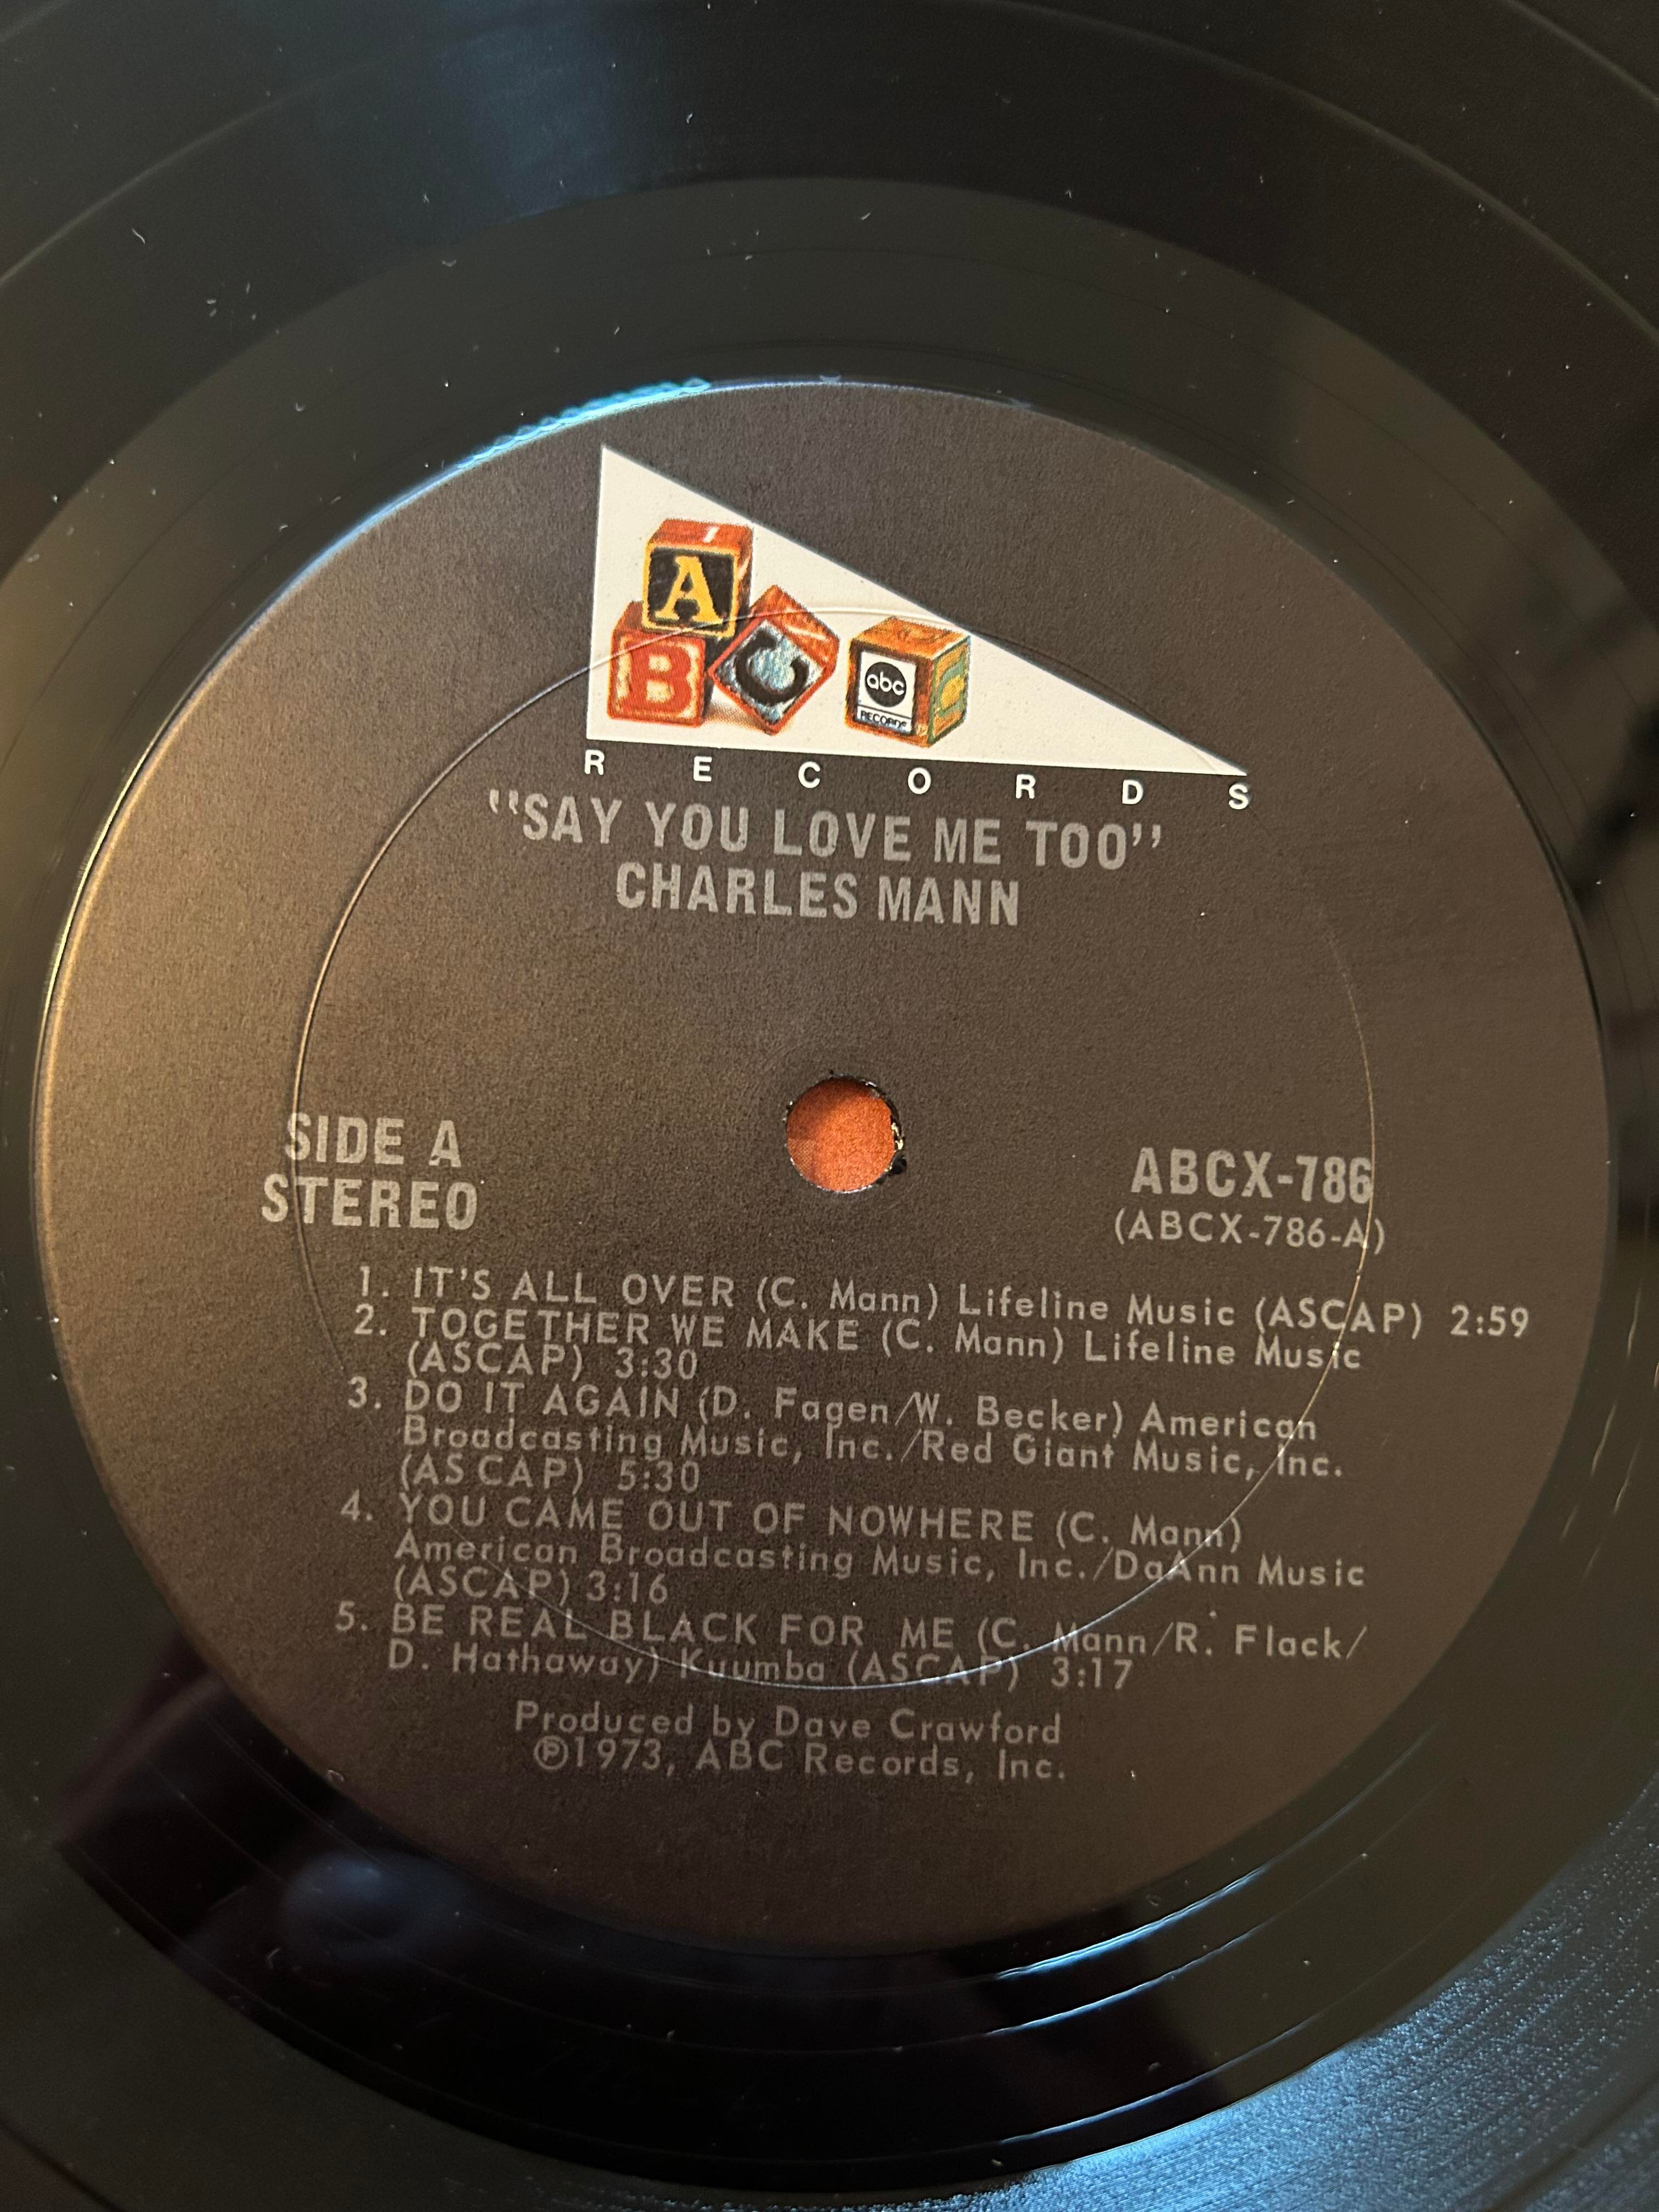 A
B C abc
RECORDS
R E C O R D S
"SAY YOU LOVE ME TOO"
CHARLES MANN
SIDE A
STEREO
ABCX-786
(ABCX-786-A)
1. IT'S ALL OVER (C. Mann) Lifeline Music (ASCAP) 2:59
2. TOGETHER WE MAKE (C. Mann) Lifeline Music
(ASCAP) 3:30
3. DO IT AGAIN (D. Fagen/W. Becker) American
Broadcasting Music, Inc./Red Giant Music, Inc.
(ASCAP) 5:30
4. YOU CAME OUT OF NOWHERE (C. Mann)
American Broadcasting Music, Inc./DaAnn Music
(ASCAP) 3:16
5. BE REAL BLACK FOR ME (C. Mann/R. Flack/
D. Hathaway) Kuumba (ASCAP) 3:17
Produced by Dave Crawford
℗1973, ABC Records, Inc.